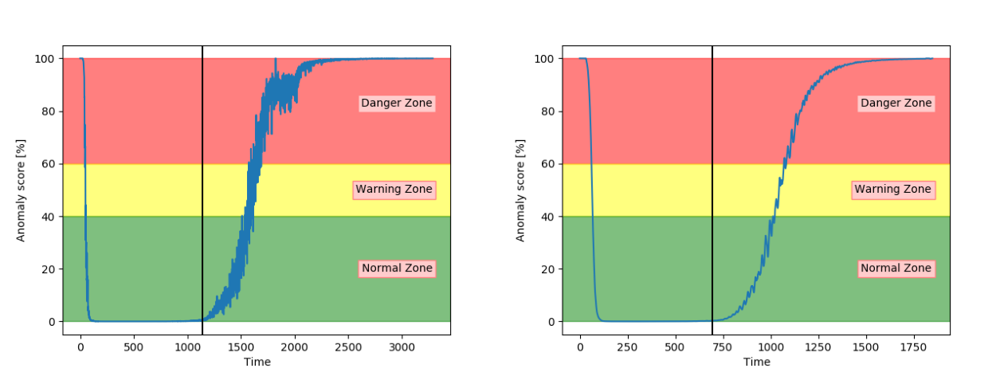 100
80
60
40
20
0
Anomaly score [%]
Danger Zone
Warning Zone
Normal Zone
0 500 1000 1500 2000 2500 3000
Time
100
80
60
40
20
0
Anomaly score [%]
Danger Zone
Warning Zone
Normal Zone
0 250 500 750 1000 1250 1500 1750
Time